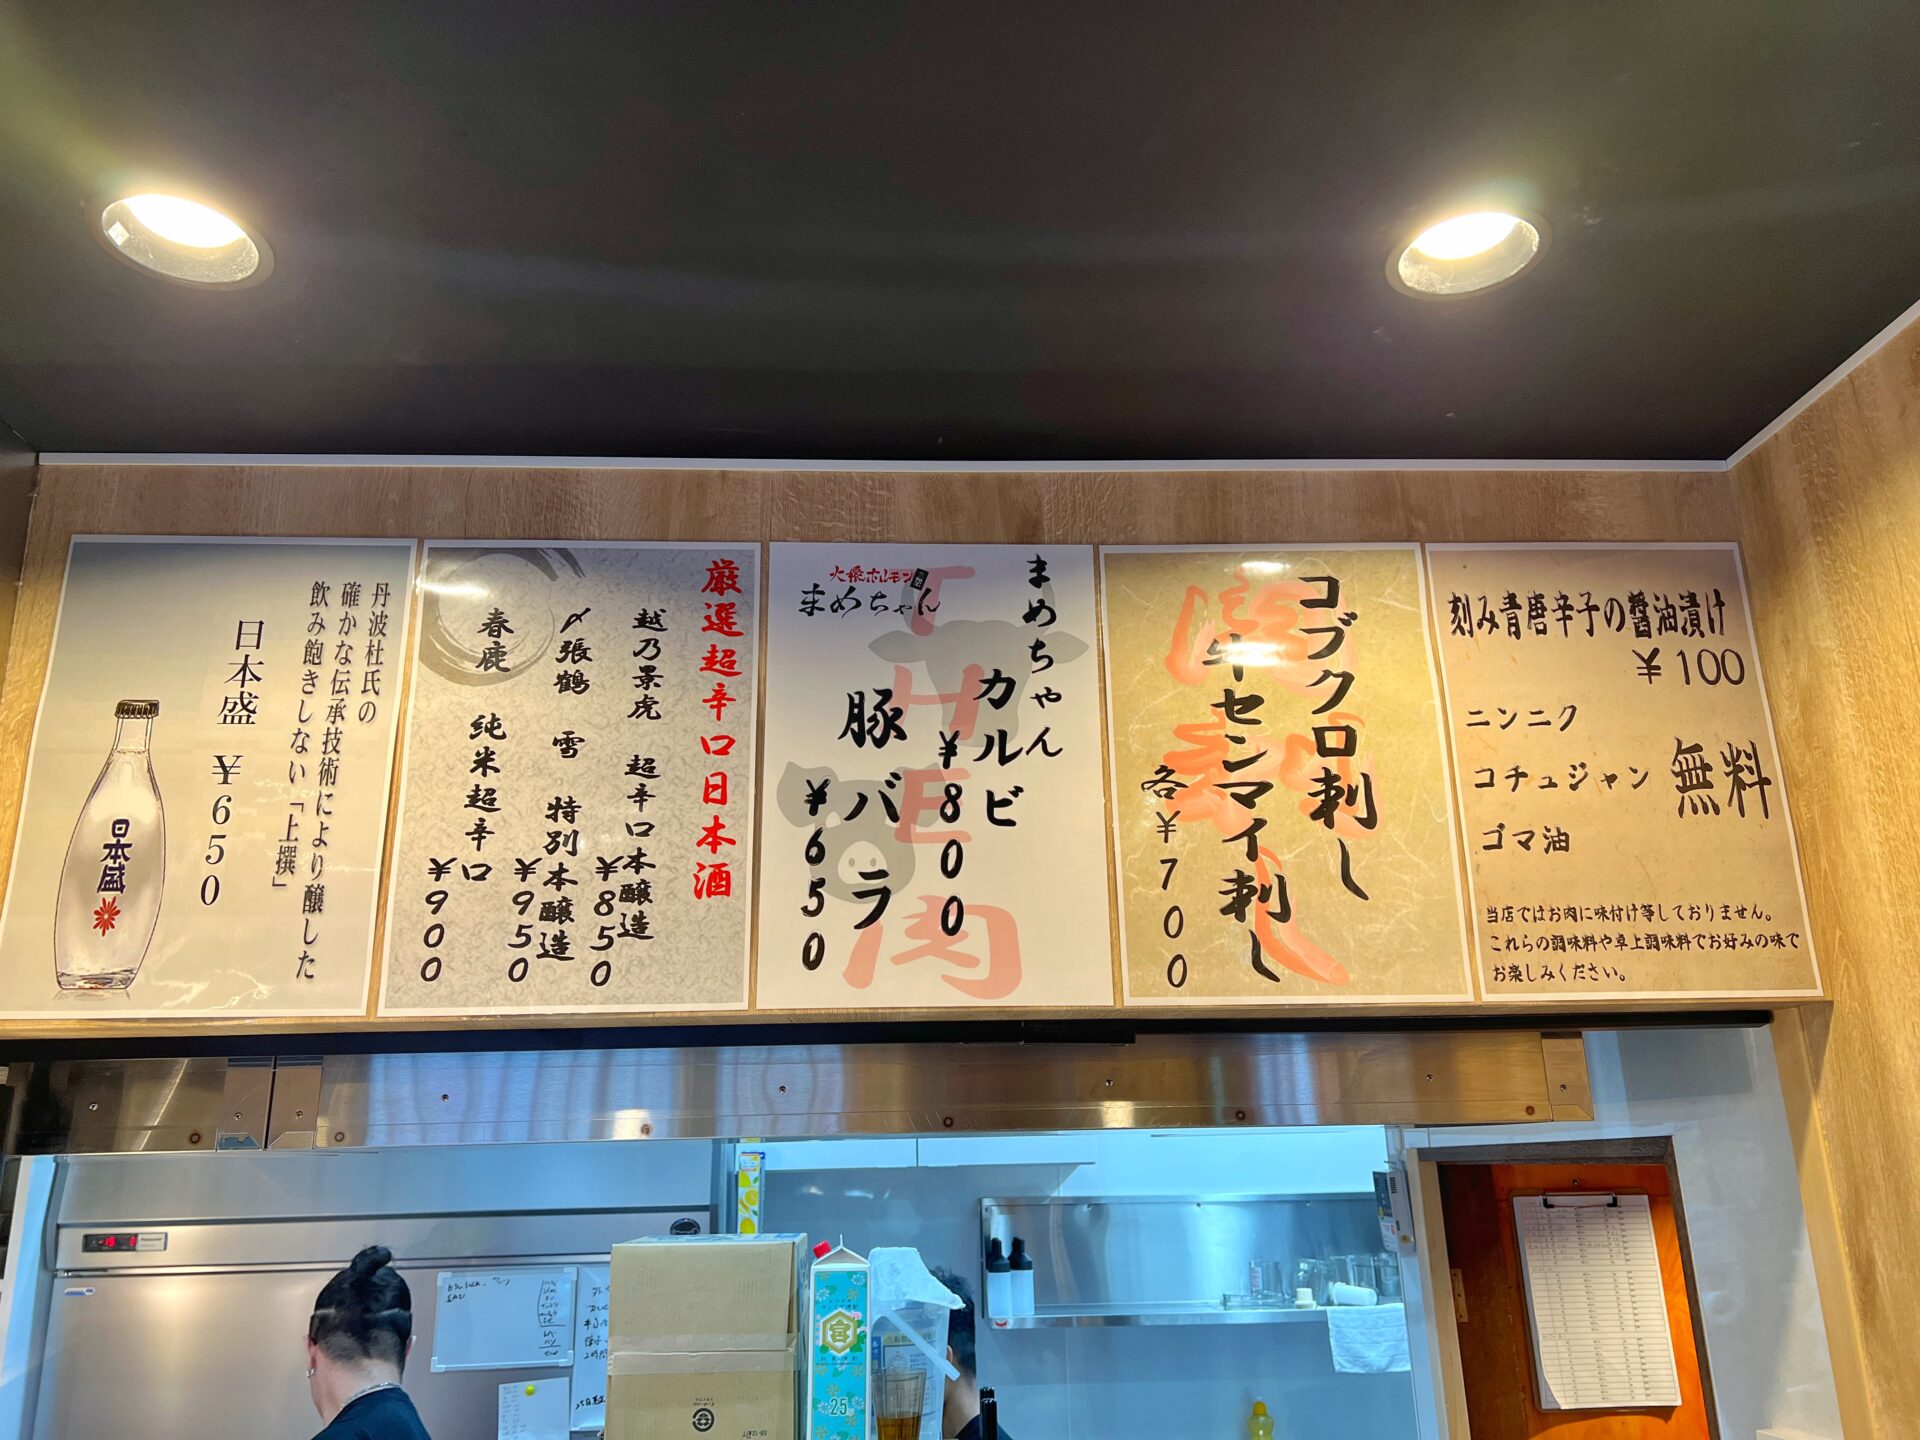 丹波杜氏の
確かな伝承技術により醸した
飲み飽きしない「上撰」
日本盛 ¥650
日本盛
厳選超辛口日本酒
越乃景虎 超辛口本醸造
¥850
〆張鶴 雪 特別本醸造
¥950
春鹿 純米超辛口
¥900
大衆ホルモン
まめちゃん
THE肉
まめちゃん
カルビ
¥800
豚バラ
¥650
コブクロ刺し
牛センマイ刺し
各¥700
刻み青唐辛子の醤油漬け
¥100
ニンニク
コチュジャン
ゴマ油
無料
当店ではお肉に味付け等しておりません。
これらの調味料や卓上調味料でお好みの味で
お楽しみください。
Panasonic
宮
25